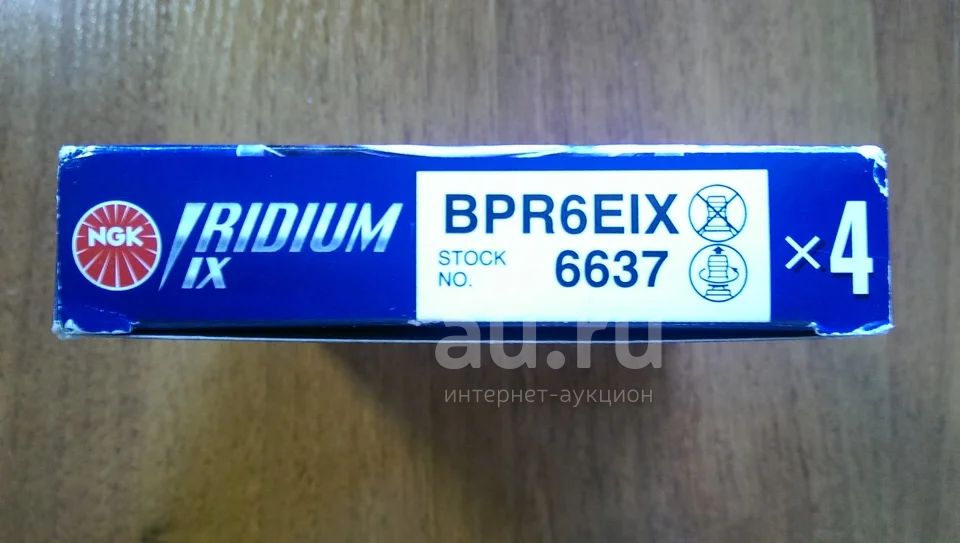 NGK
IRIDIUM
IX
BPR6EIX
STOCK
NO.
6637
×4
au.ru
интернет-аукцион